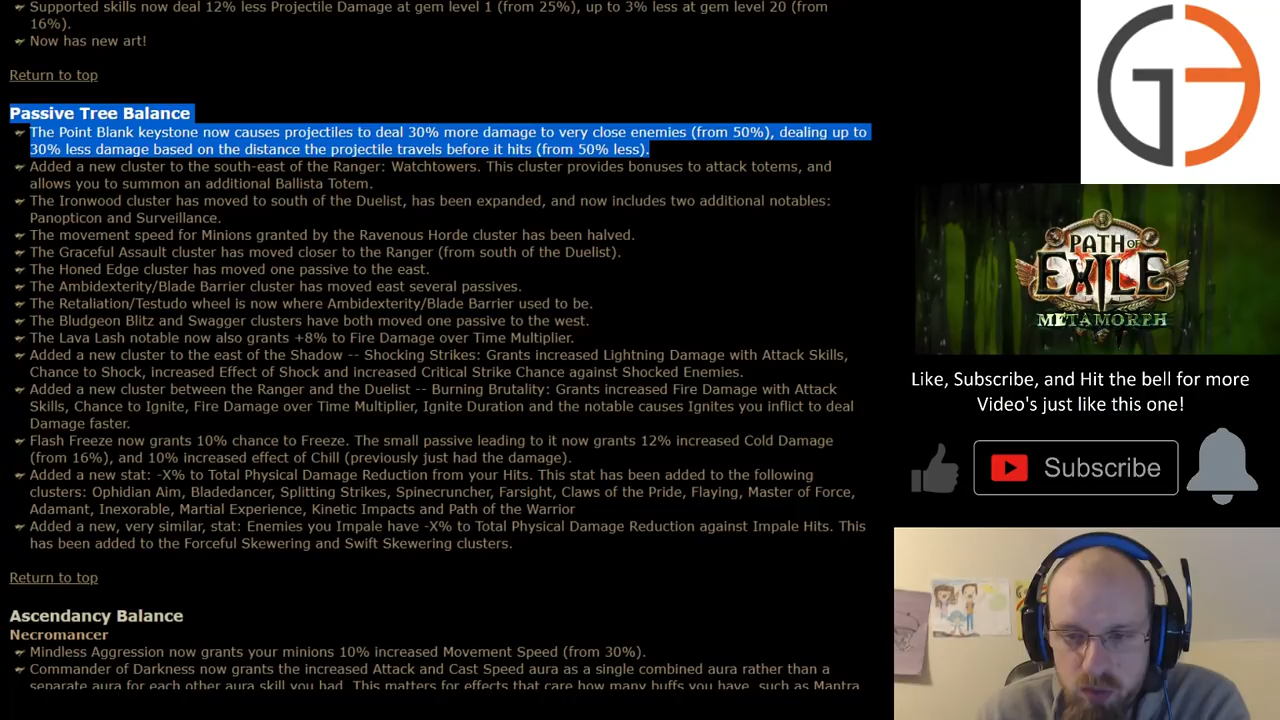 Supported skills now deal 12% less Projectile Damage at gem level 1 (from 25%), up to 3% less at gem level 20 (from
16%).
Now has new art!
Return to top
Passive Tree Balance
The Point Blank keystone now causes projectiles to deal 30% more damage to very close enemies (from 50%), dealing up to
30% less damage based on the distance the projectile travels before it hits (from 50% less).
Added a new cluster to the south-east of the Ranger: Watchtowers. This cluster provides bonuses to attack totems, and
allows you to summon an additional Ballista Totem.
The Ironwood cluster has moved to south of the Duelist, has been expanded, and now includes two additional notables:
Panopticon and Surveillance.
The movement speed for Minions granted by the Ravenous Horde cluster has been halved.
The Graceful Assault cluster has moved closer to the Ranger (from south of the Duelist).
The Honed Edge cluster has moved one passive to the east.
The Ambidexterity/Blade Barrier cluster has moved east several passives.
The Retaliation/Testudo wheel is now where Ambidexterity/Blade Barrier used to be.
The Bludgeon Blitz and Swagger clusters have both moved one passive to the west.
The Lava Lash notable now also grants +8% to Fire Damage over Time Multiplier.
Added a new cluster to the east of the Shadow -- Shocking Strikes: Grants increased Lightning Damage with Attack Skills,
Chance to Shock, increased Effect of Shock and increased Critical Strike Chance against Shocked Enemies.
Added a new cluster between the Ranger and the Duelist -- Burning Brutality: Grants increased Fire Damage with Attack
Skills, Chance to Ignite, Fire Damage over Time Multiplier, Ignite Duration and the notable causes Ignites you inflict to deal
Damage faster.
Flash Freeze now grants 10% chance to Freeze. The small passive leading to it now grants 12% increased Cold Damage
(from 16%), and 10% increased effect of Chill (previously just had the damage).
Added a new stat: -X% to Total Physical Damage Reduction from your Hits. This stat has been added to the following
clusters: Ophidian Aim, Bladedancer, Splitting Strikes, Spinecruncher, Farsight, Claws of the Pride, Flaying, Master of Force,
Adamant, Inexorable, Martial Experience, Kinetic Impacts and Path of the Warrior
Added a new, very similar, stat: Enemies you Impale have -X% to Total Physical Damage Reduction against Impale Hits. This
has been added to the Forceful Skewering and Swift Skewering clusters.
Return to top
Ascendancy Balance
Necromancer
Mindless Aggression now grants your minions 10% increased Movement Speed (from 30%).
Commander of Darkness now grants the increased Attack and Cast Speed aura as a single combined aura rather than a
separate aura for each other aura skill you had. This matters for effects that care how many buffs you have, such as Mantra
PATH OF
EXILE
METAMORPH
Like, Subscribe, and Hit the bell for more
Video's just like this one!
Subscribe